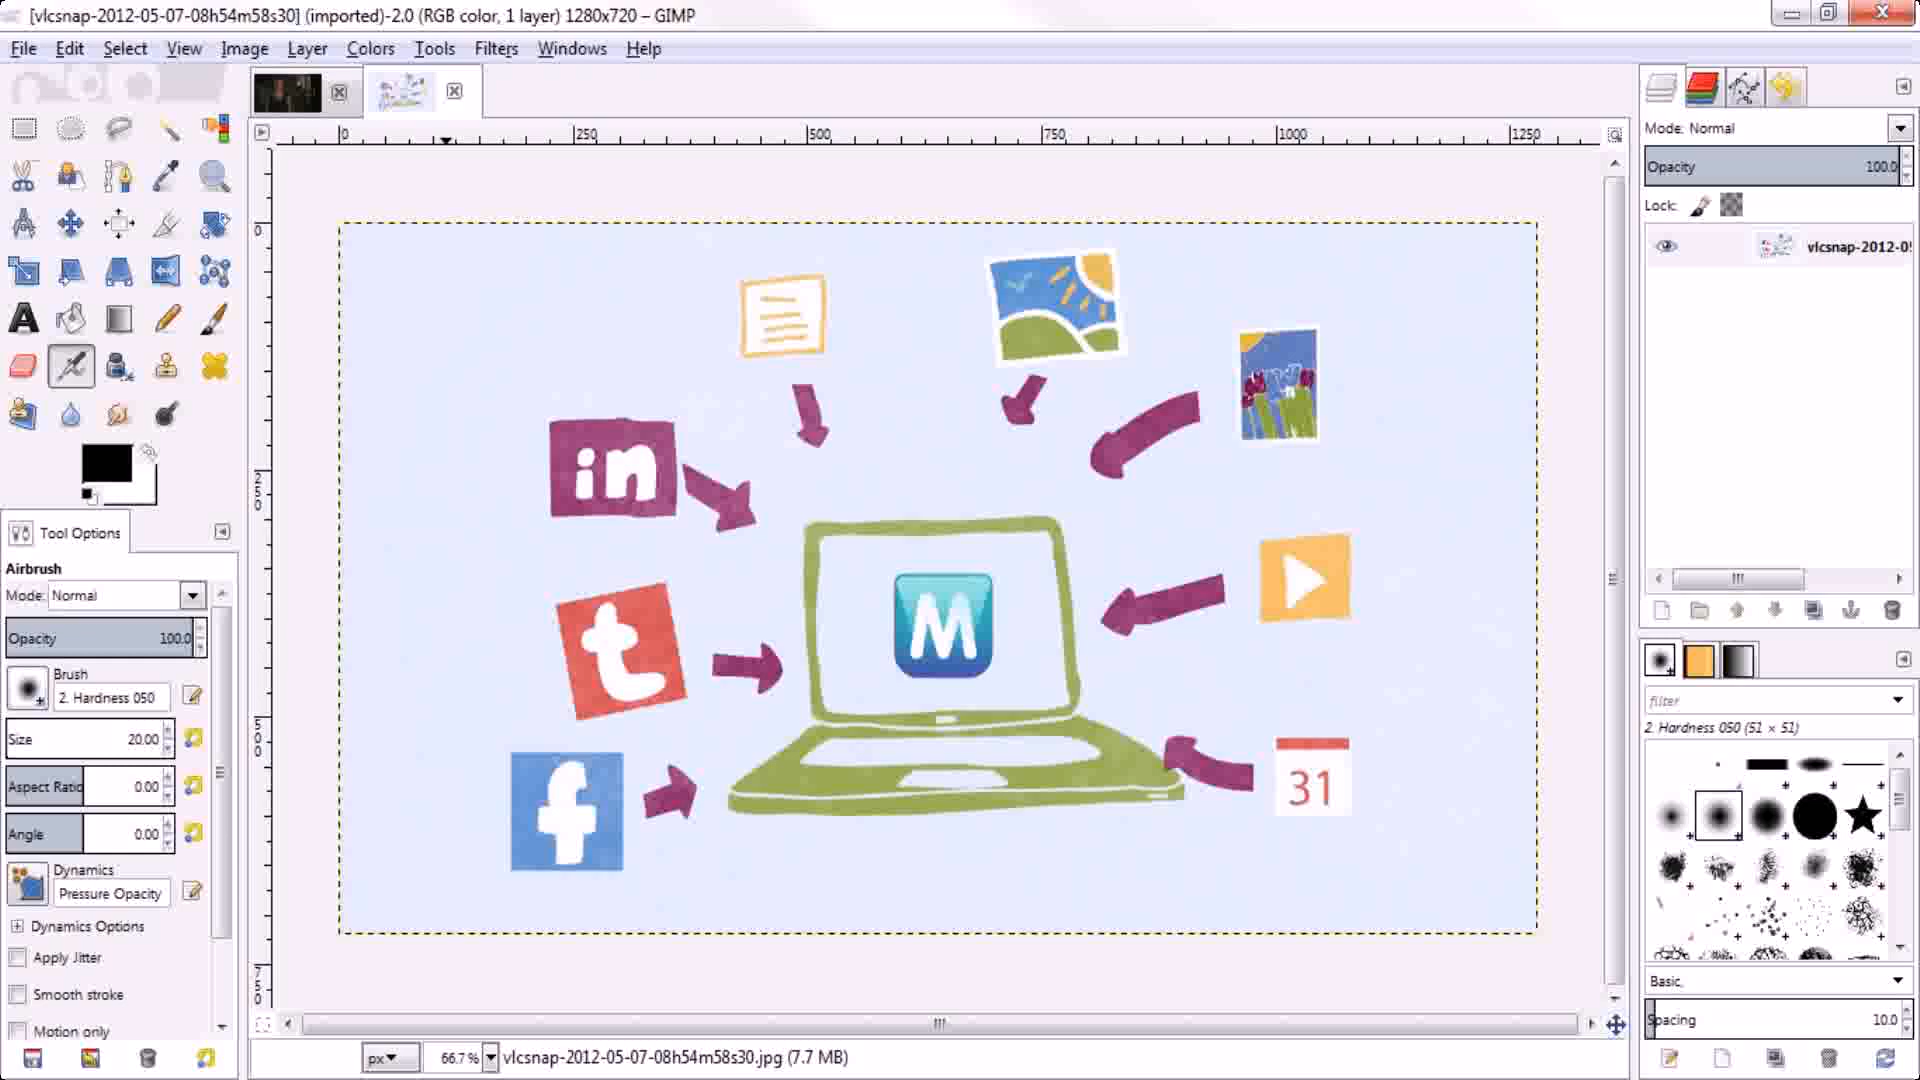 [vlcsnap-2012-05-07-08h54m58s30] (imported)-2.0 (RGB color, 1 layer) 1280x720 – GIMP
File Edit Select View Image Layer Colors Tools Filters Windows Help
0 250 500 750 1000 1250
Mode: Normal
Opacity 100.0
Lock:
vlcsnap-2012-05
0
250
500
750
in
t
f
M
31
Tool Options
Airbrush
Mode: Normal
Opacity 100.0
Brush
2. Hardness 050
Size 20.00
Aspect Ratio 0.00
Angle 0.00
Dynamics
Pressure Opacity
Dynamics Options
Apply Jitter
Smooth stroke
Motion only
filter
2. Hardness 050 (51 × 51)
Basic,
Spacing 10.0
px 66.7 % vlcsnap-2012-05-07-08h54m58s30.jpg (7.7 MB)